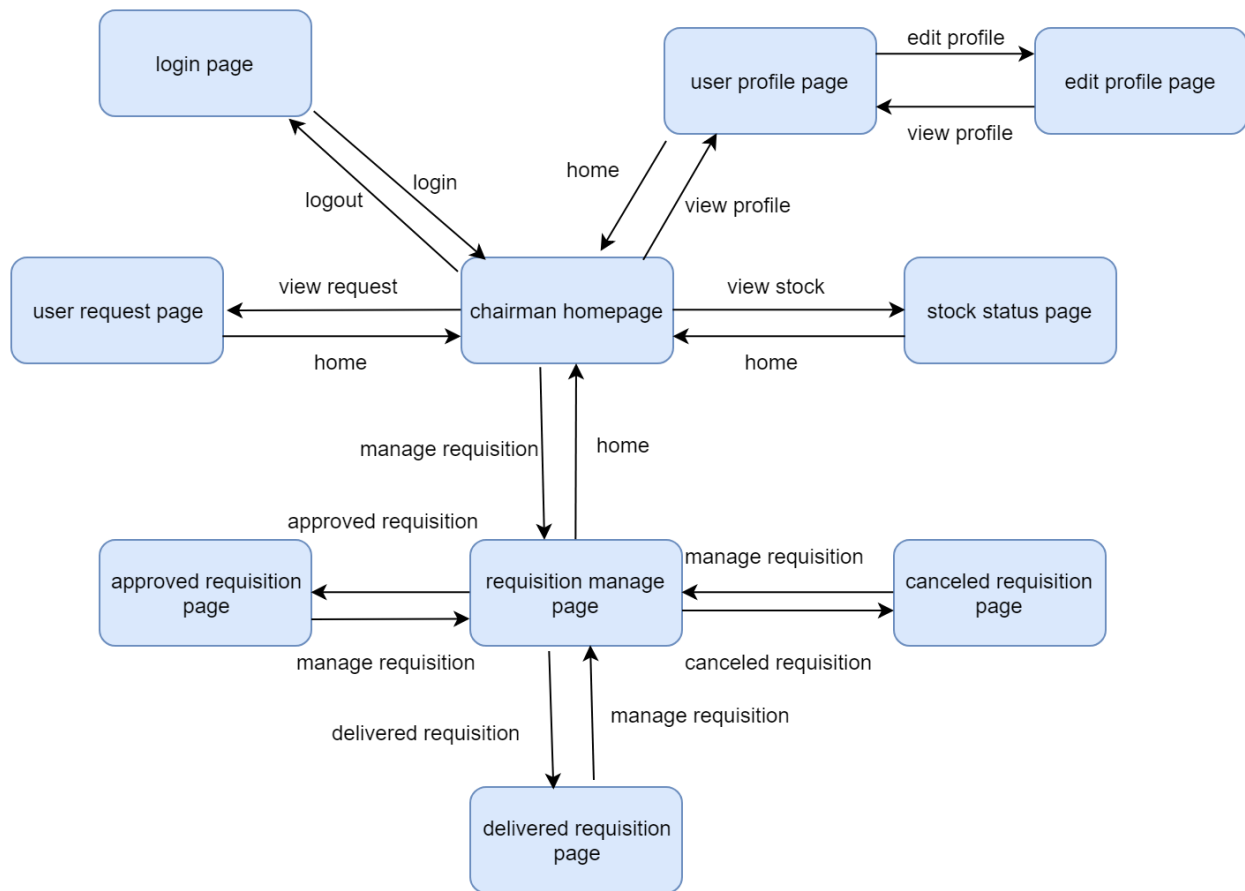 login page
user profile page
edit profile
edit profile page
view profile
home
view profile
login
logout
user request page
view request
home
chairman homepage
view stock
home
stock status page
manage requisition
home
approved requisition
approved requisition
page
manage requisition
requisition manage
page
manage requisition
canceled requisition
canceled requisition
page
delivered requisition
manage requisition
delivered requisition
page